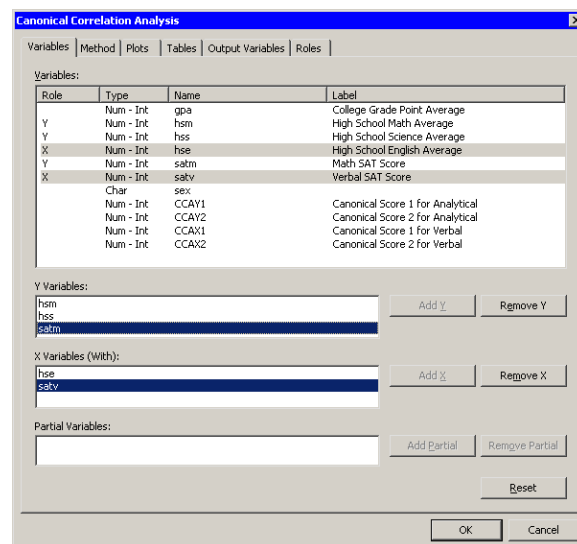 Canonical Correlation Analysis
Variables Method Plots Tables Output Variables Roles
Variables:
Role Type Name Label
Num - Int gpa College Grade Point Average
Y Num - Int hsm High School Math Average
Y Num - Int hss High School Science Average
X Num - Int hse High School English Average
Y Num - Int satm Math SAT Score
X Num - Int satv Verbal SAT Score
Char sex
Num - Int CCAY1 Canonical Score 1 for Analytical
Num - Int CCAY2 Canonical Score 2 for Analytical
Num - Int CCAX1 Canonical Score 1 for Verbal
Num - Int CCAX2 Canonical Score 2 for Verbal
Y Variables:
hsm
hss
satm
Add Y Remove Y
X Variables (With):
hse
satv
Add X Remove X
Partial Variables:
Add Partial Remove Partial
Reset
OK Cancel